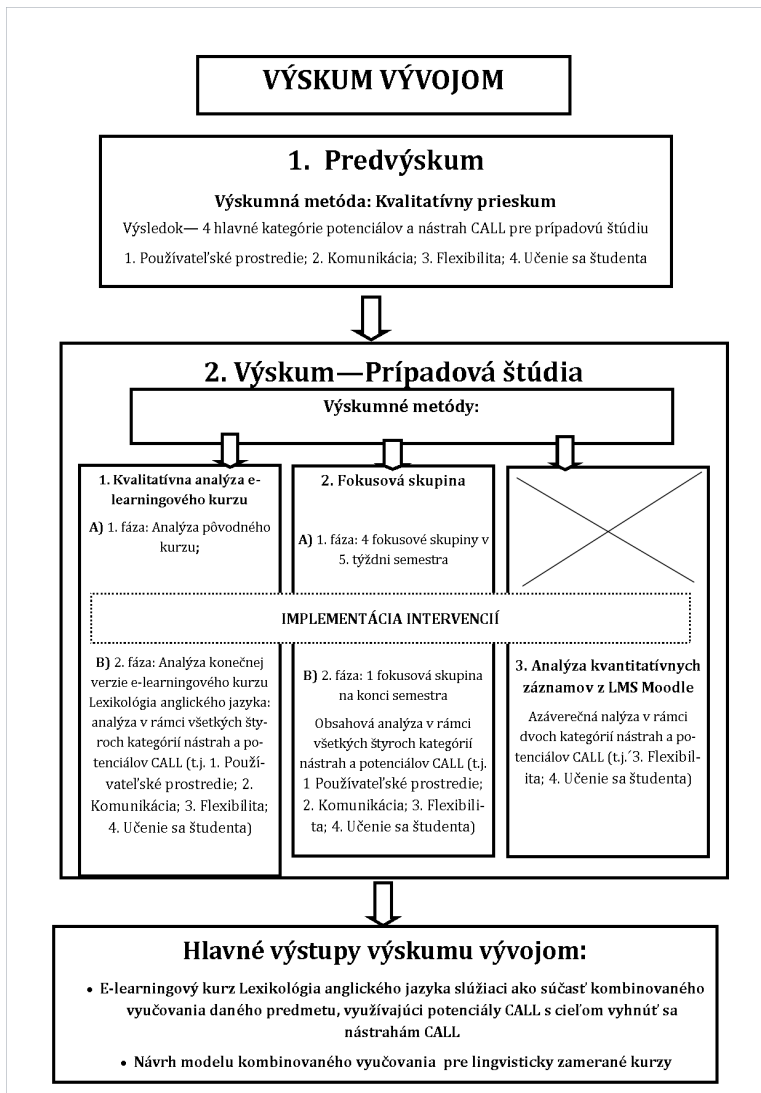 VÝSKUM VÝVOJOM
1. Predvýskum
Výskumná metóda: Kvalitatívny prieskum
Výsledok— 4 hlavné kategórie potenciálov a nástrah CALL pre prípadovú štúdiu
1. Používateľské prostredie; 2. Komunikácia; 3. Flexibilita; 4. Učenie sa študenta
2. Výskum—Prípadová štúdia
Výskumné metódy:
1. Kvalitatívna analýza e-
learningového kurzu
A) 1. fáza: Analýza pôvodného
kurzu;
2. Fokusová skupina
A) 1. fáza: 4 fokusové skupiny v
5. týždni semestra
IMPLEMENTÁCIA INTERVENCIÍ
B) 2. fáza: Analýza konečnej
verzie e-learningového kurzu
Lexikológia anglického jazyka:
analýza v rámci všetkých šty-
roch kategórií nástrah a po-
tenciálov CALL (t.j. 1. Použí-
vateľské prostredie; 2.
Komunikácia; 3. Flexibilita;
4. Učenie sa študenta)
B) 2. fáza: 1 fokusová skupina
na konci semestra
Obsahová analýza v rámci
všetkých štyroch kategórií
nástrah a potenciálov CALL (t.j.
1 Používateľské prostredie;
2. Komunikácia; 3. Flexibili-
ta; 4. Učenie sa študenta)
3. Analýza kvantitatívnych
záznamov z LMS Moodle
Azáverečná nalýza v rámci
dvoch kategórií nástrah a po-
tenciálov CALL (t.j.´3. Flexibil-
ita; 4. Učenie sa študenta)
Hlavné výstupy výskumu vývojom:
• E-learningový kurz Lexikológia anglického jazyka slúžiaci ako súčasť kombinovaného
vyučovania daného predmetu, využívajúci potenciály CALL s cieľom vyhnúť sa
nástrahám CALL
• Návrh modelu kombinovaného vyučovania pre lingvisticky zamerané kurzy